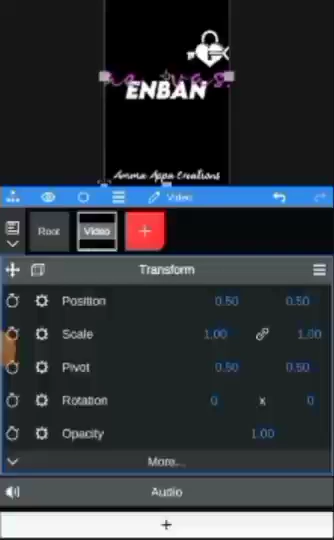 ENBAN
Amma Appa Creations
Video
Root
Video
+
Transform
Position 0.50 0.50
Scale 1.00 1.00
Pivot 0.50 0.50
Rotation 0 x 0
Opacity 1.00
More...
Audio
+